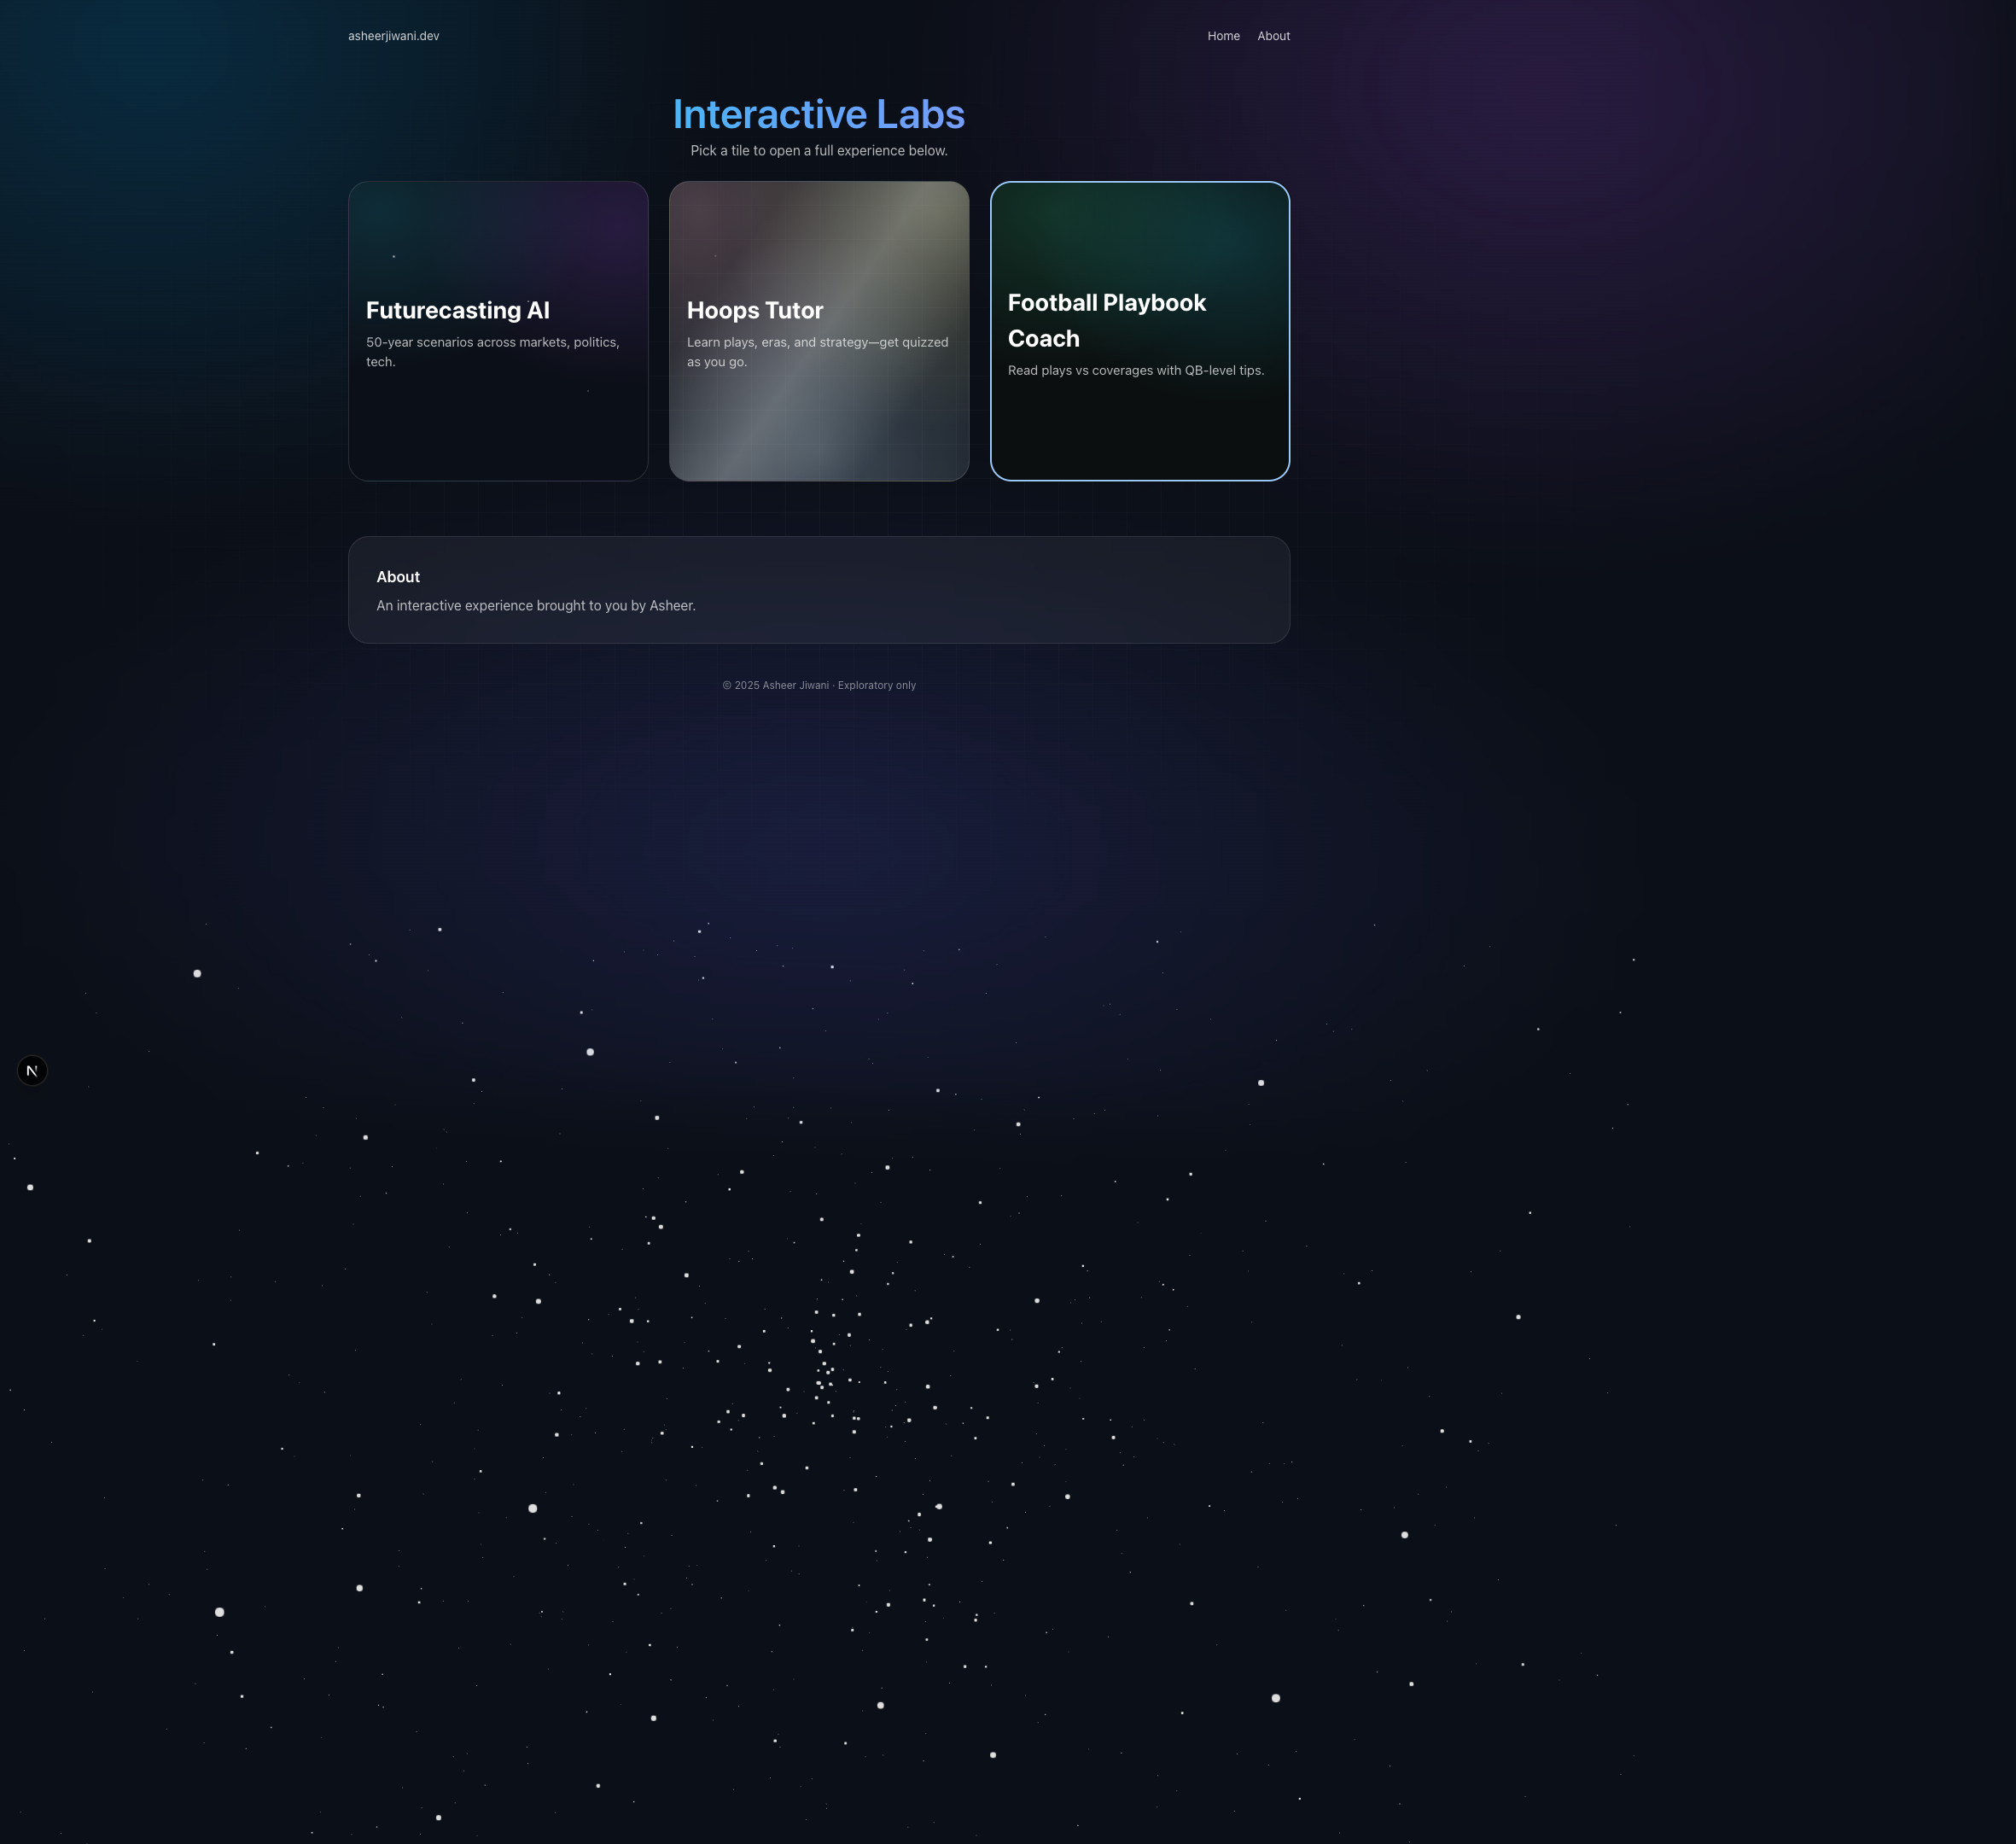 asheerjiwani.dev
Home About
Interactive Labs
Pick a tile to open a full experience below.
Futurecasting AI
50-year scenarios across markets, politics,
tech.
Hoops Tutor
Learn plays, eras, and strategy—get quizzed
as you go.
Football Playbook
Coach
Read plays vs coverages with QB-level tips.
About
An interactive experience brought to you by Asheer.
© 2025 Asheer Jiwani · Exploratory only
N